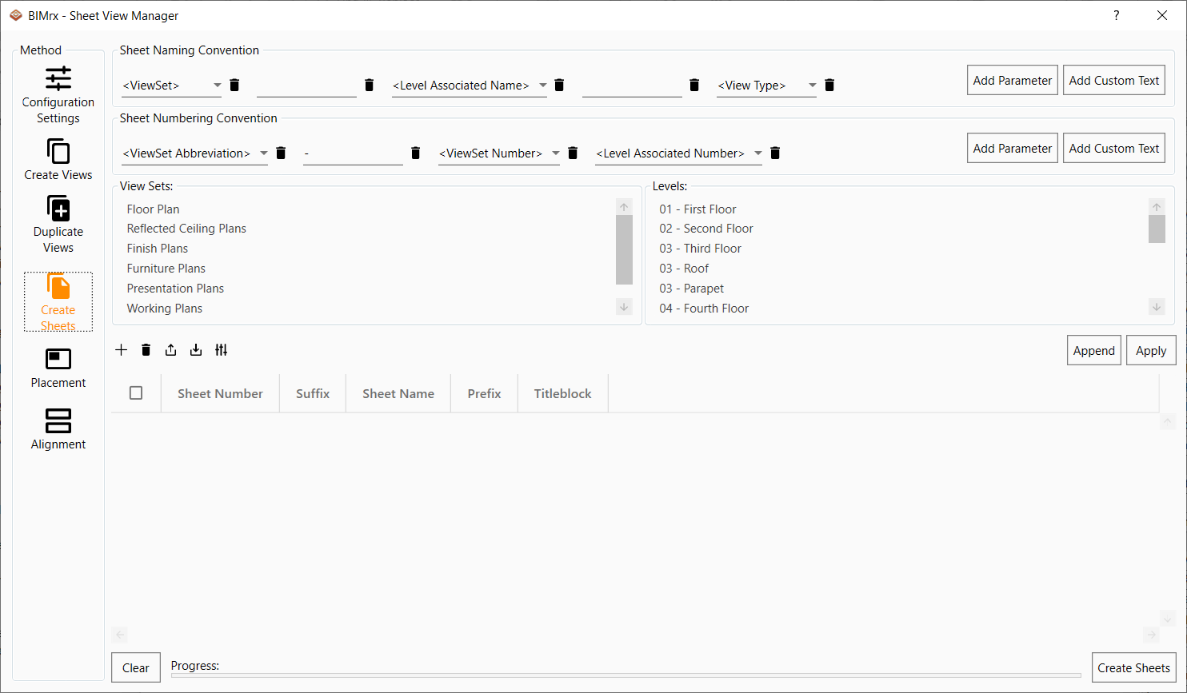 BIMrx - Sheet View Manager
?
Method
Configuration
Settings
Create Views
Duplicate
Views
Create
Sheets
Placement
Alignment
Sheet Naming Convention
<ViewSet> <Level Associated Name> <View Type> Add Parameter Add Custom Text
Sheet Numbering Convention
<ViewSet Abbreviation> - <ViewSet Number> <Level Associated Number> Add Parameter Add Custom Text
View Sets:
Floor Plan
Reflected Ceiling Plans
Finish Plans
Furniture Plans
Presentation Plans
Working Plans
Levels:
01 - First Floor
02 - Second Floor
03 - Third Floor
03 - Roof
03 - Parapet
04 - Fourth Floor
Append Apply
Sheet Number Suffix Sheet Name Prefix Titleblock
Clear Progress: Create Sheets